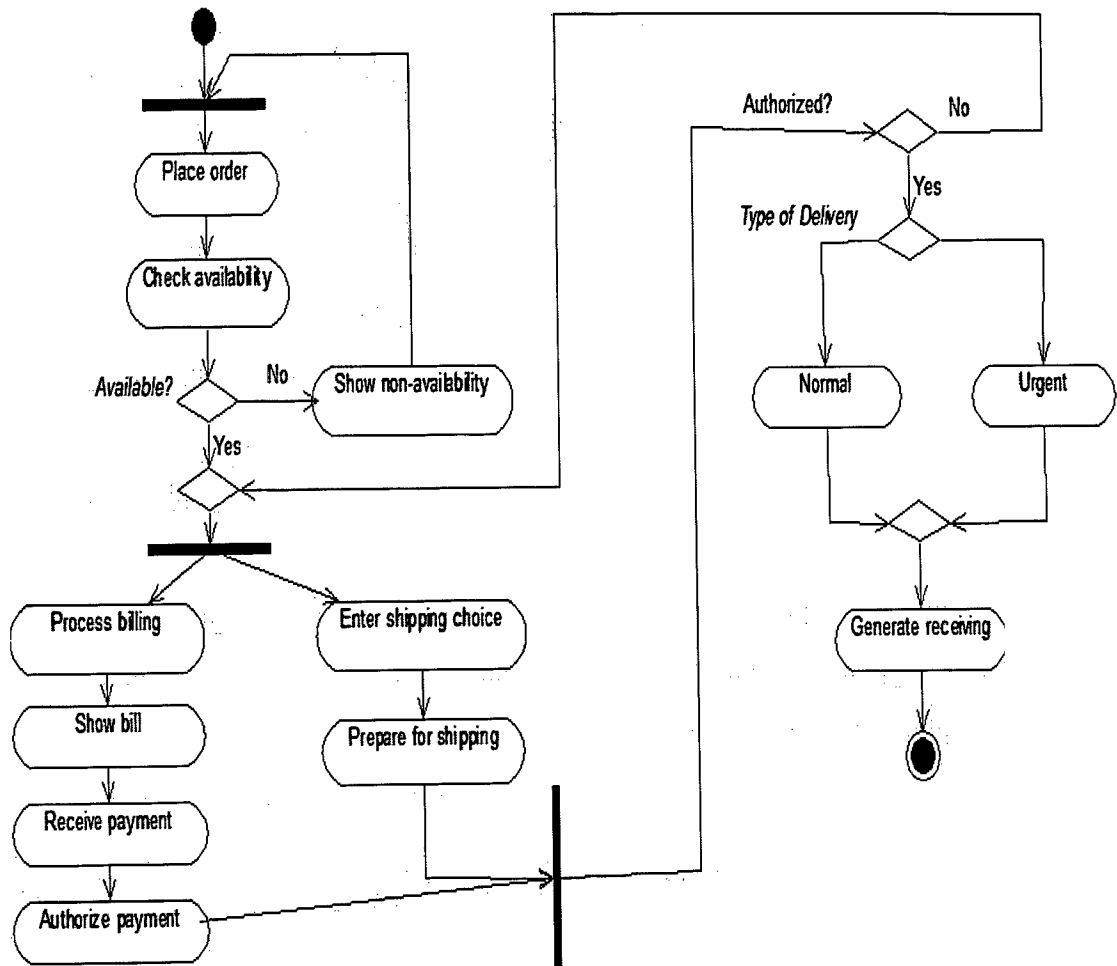 Place order
Check availability
Available?
No
Show non-availability
Yes
Process billing
Enter shipping choice
Show bill
Prepare for shipping
Receive payment
Authorize payment
Authorized?
No
Yes
Type of Delivery
Normal
Urgent
Generate receiving